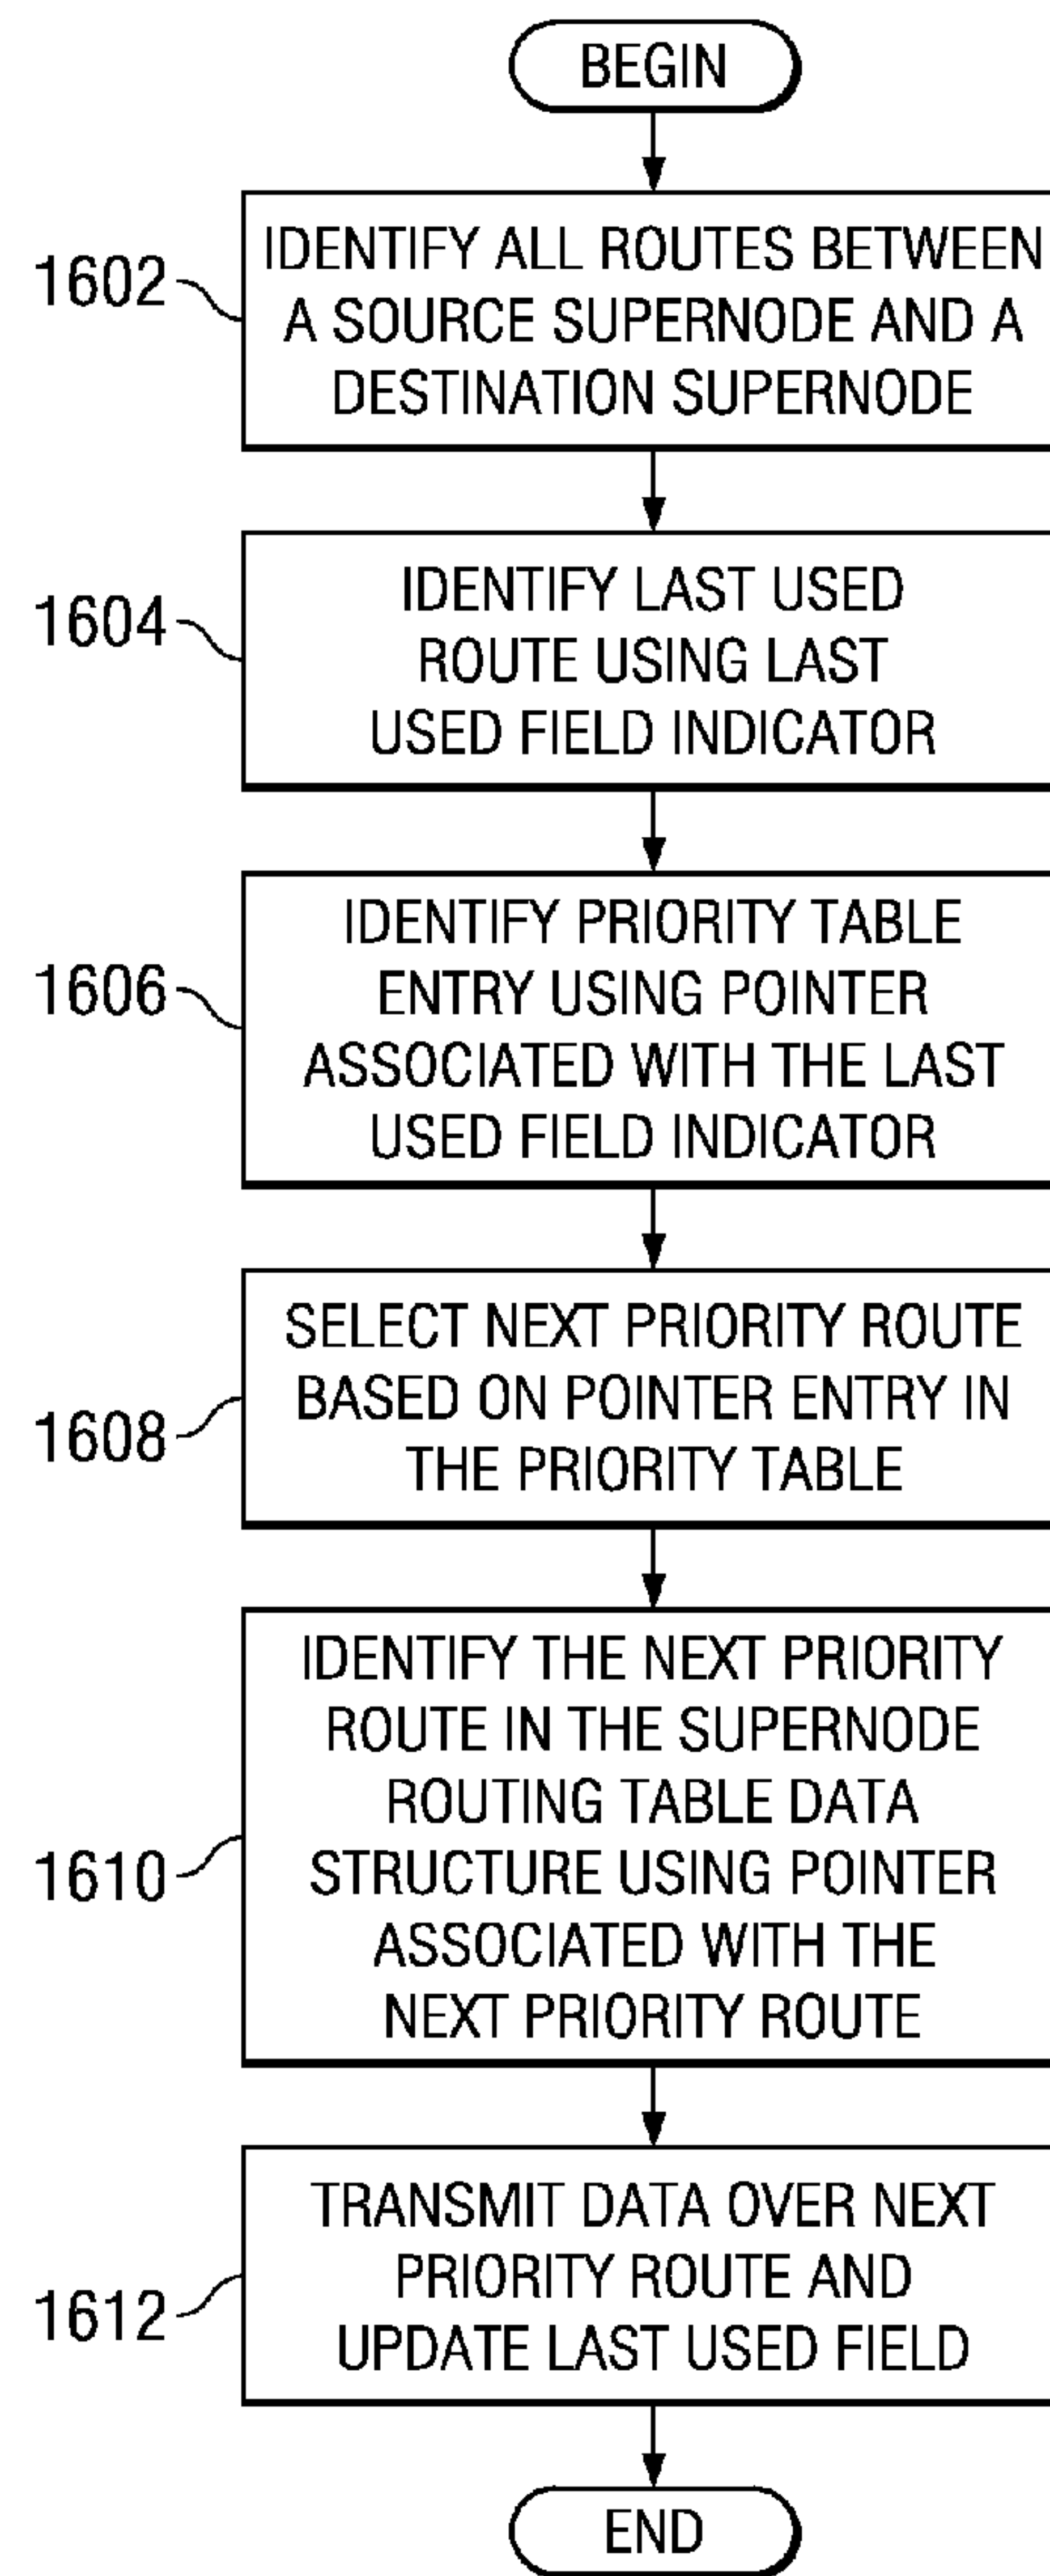 BEGIN
1602
IDENTIFY ALL ROUTES BETWEEN
A SOURCE SUPERNODE AND A
DESTINATION SUPERNODE
1604
IDENTIFY LAST USED
ROUTE USING LAST
USED FIELD INDICATOR
1606
IDENTIFY PRIORITY TABLE
ENTRY USING POINTER
ASSOCIATED WITH THE LAST
USED FIELD INDICATOR
1608
SELECT NEXT PRIORITY ROUTE
BASED ON POINTER ENTRY IN
THE PRIORITY TABLE
1610
IDENTIFY THE NEXT PRIORITY
ROUTE IN THE SUPERNODE
ROUTING TABLE DATA
STRUCTURE USING POINTER
ASSOCIATED WITH THE
NEXT PRIORITY ROUTE
1612
TRANSMIT DATA OVER NEXT
PRIORITY ROUTE AND
UPDATE LAST USED FIELD
END